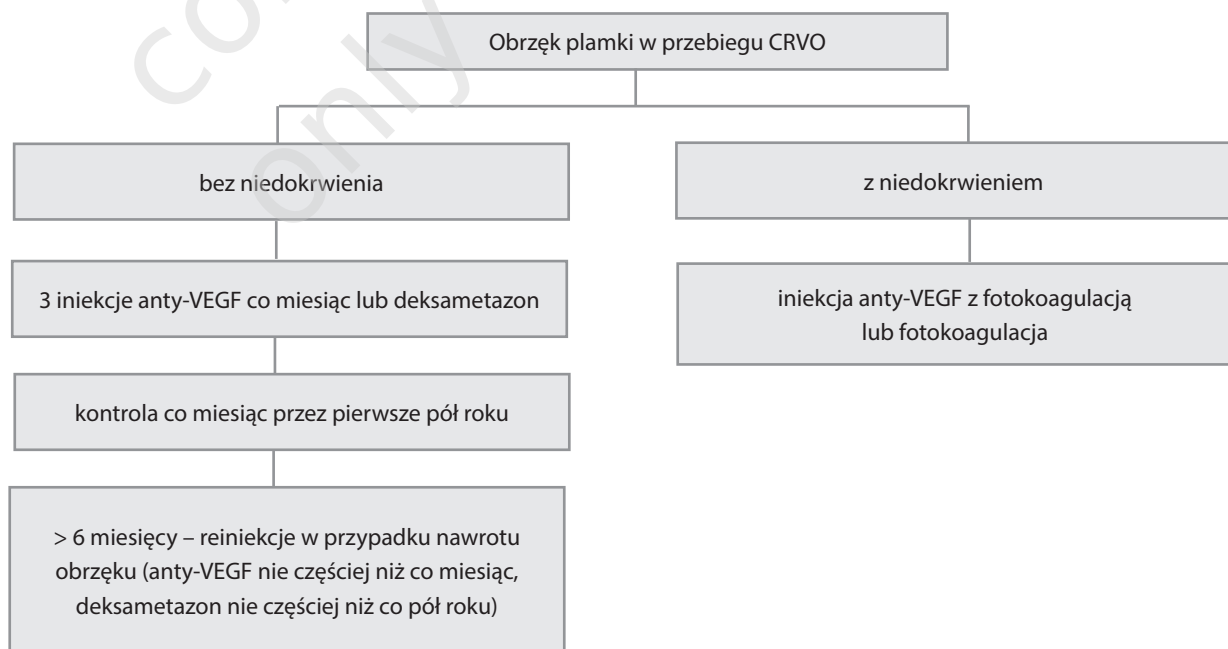 Obrzęk plamki w przebiegu CRVO
bez niedokrwienia
z niedokrwieniem
3 iniekcje anty-VEGF co miesiąc lub deksametazon
iniekcja anty-VEGF z fotokoagulacją
lub fotokoagulacja
kontrola co miesiąc przez pierwsze pół roku
> 6 miesięcy – reiniekcje w przypadku nawrotu
obrzęku (anty-VEGF nie częściej niż co miesiąc,
deksametazon nie częściej niż co pół roku)
only